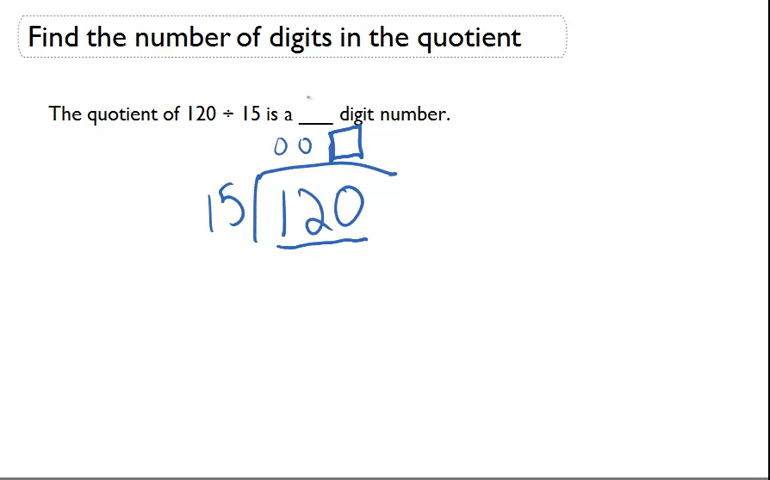 Find the number of digits in the quotient
The quotient of 120 ÷ 15 is a ___ digit number.
0 0 □
15 120